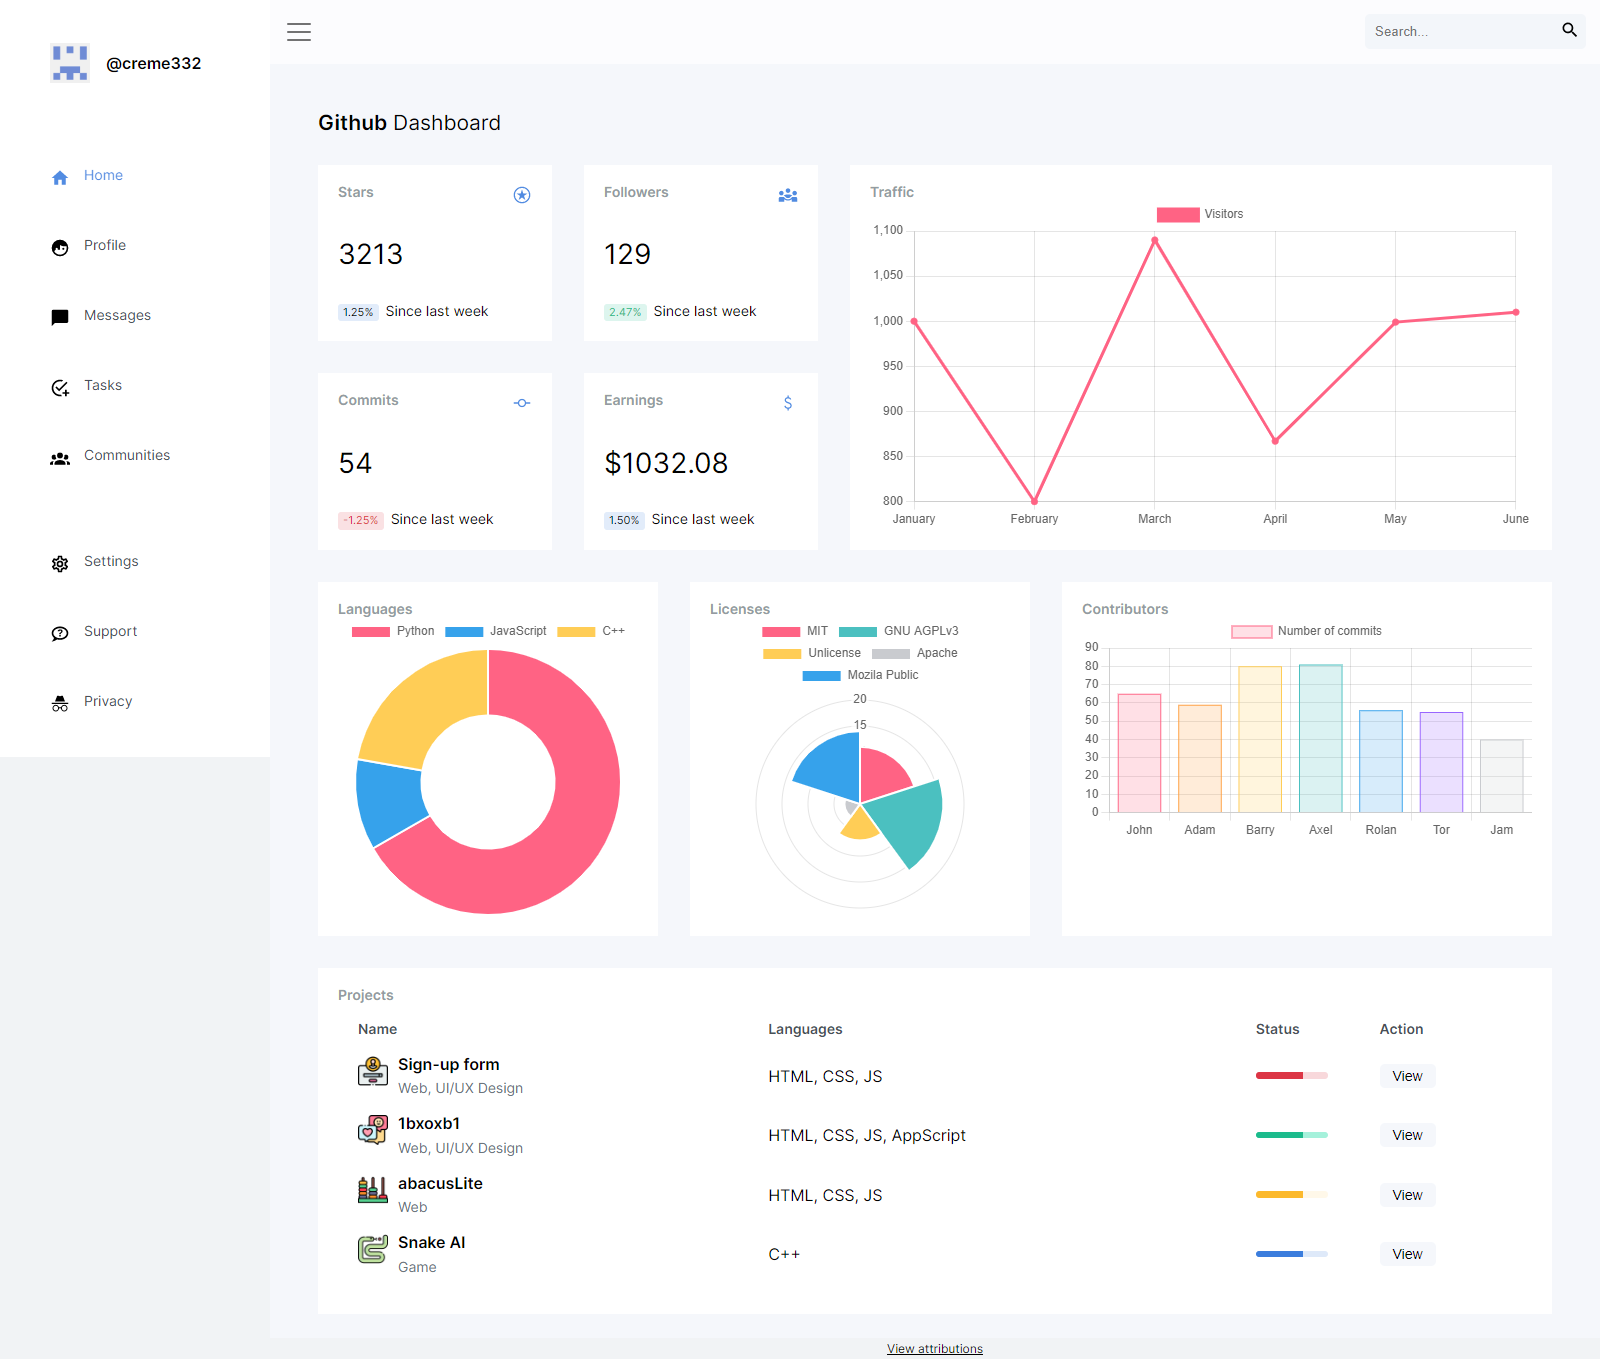 @creme332
Search...
Home
Profile
Messages
Tasks
Communities
Settings
Support
Privacy
Github Dashboard
Stars
3213
1.25% Since last week
Followers
129
2.47% Since last week
Commits
54
-1.25% Since last week
Earnings
$
$1032.08
1.50% Since last week
Traffic
Visitors
1,100
1,050
1,000
950
900
850
800
January February March April May June
Languages
Python JavaScript C++
Licenses
MIT GNU AGPLv3
Unlicense Apache
Mozila Public
20
15
Contributors
Number of commits
90
80
70
60
50
40
30
20
10
0
John Adam Barry Axel Rolan Tor Jam
Projects
Name Languages Status Action
Sign-up form
Web, UI/UX Design
HTML, CSS, JS
View
1bxoxb1
Web, UI/UX Design
HTML, CSS, JS, AppScript
View
abacusLite
Web
HTML, CSS, JS
View
Snake AI
Game
C++
View
View attributions